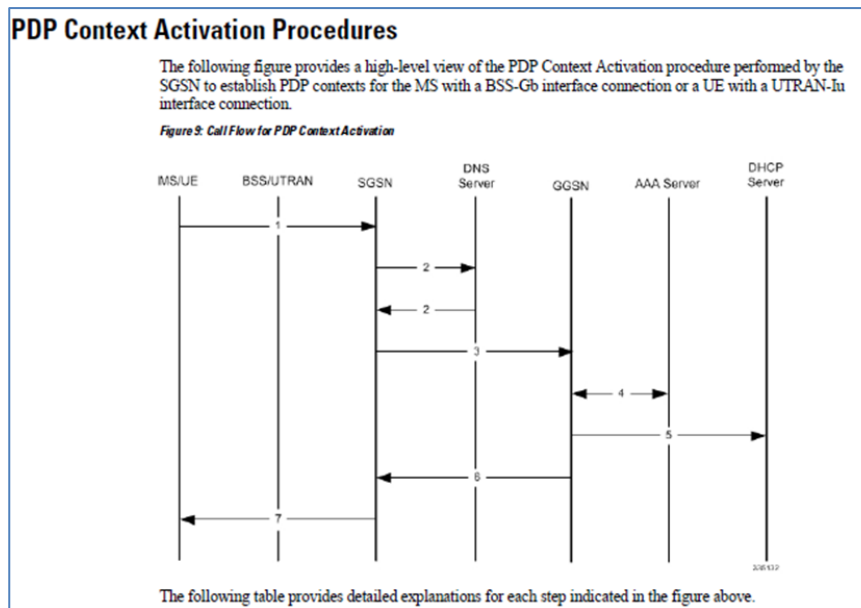 PDP Context Activation Procedures
The following figure provides a high-level view of the PDP Context Activation procedure performed by the
SGSN to establish PDP contexts for the MS with a BSS-Gb interface connection or a UE with a UTRAN-Iu
interface connection.
Figure 9: Call Flow for PDP Context Activation
MS/UE BSS/UTRAN SGSN DNS Server GGSN AAA Server DHCP Server
1
2
2
3
4
5
6
7
The following table provides detailed explanations for each step indicated in the figure above.